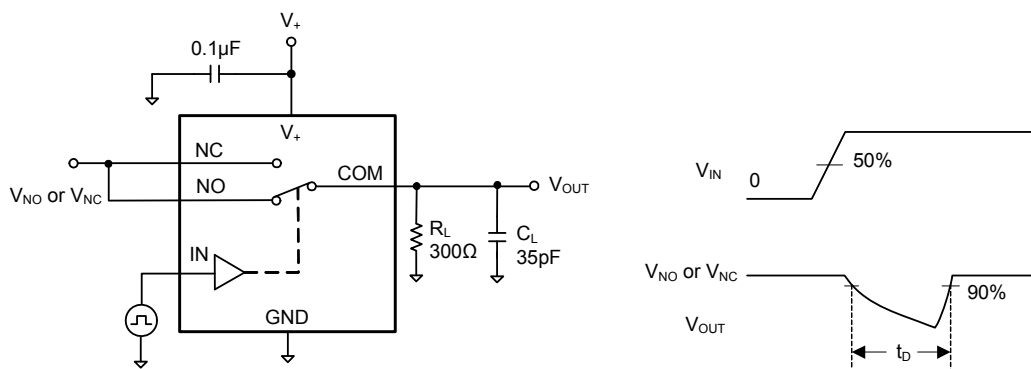 V+
0.1µF
V+
NC
COM
VOUT
NO
VNO or VNC
RL
300Ω
CL
35pF
IN
GND
VIN
0
50%
VNO or VNC
90%
VOUT
tD